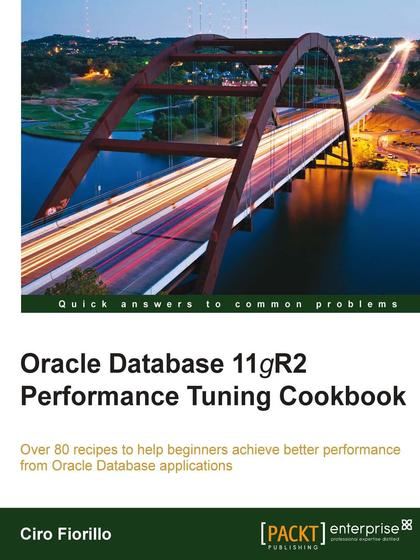 Quick answers to common problems
Oracle Database 11gR2
Performance Tuning Cookbook
Over 80 recipes to help beginners achieve better performance
from Oracle Database applications
Ciro Fiorillo
[PACKT] enterprise
PUBLISHING professional expertise distilled